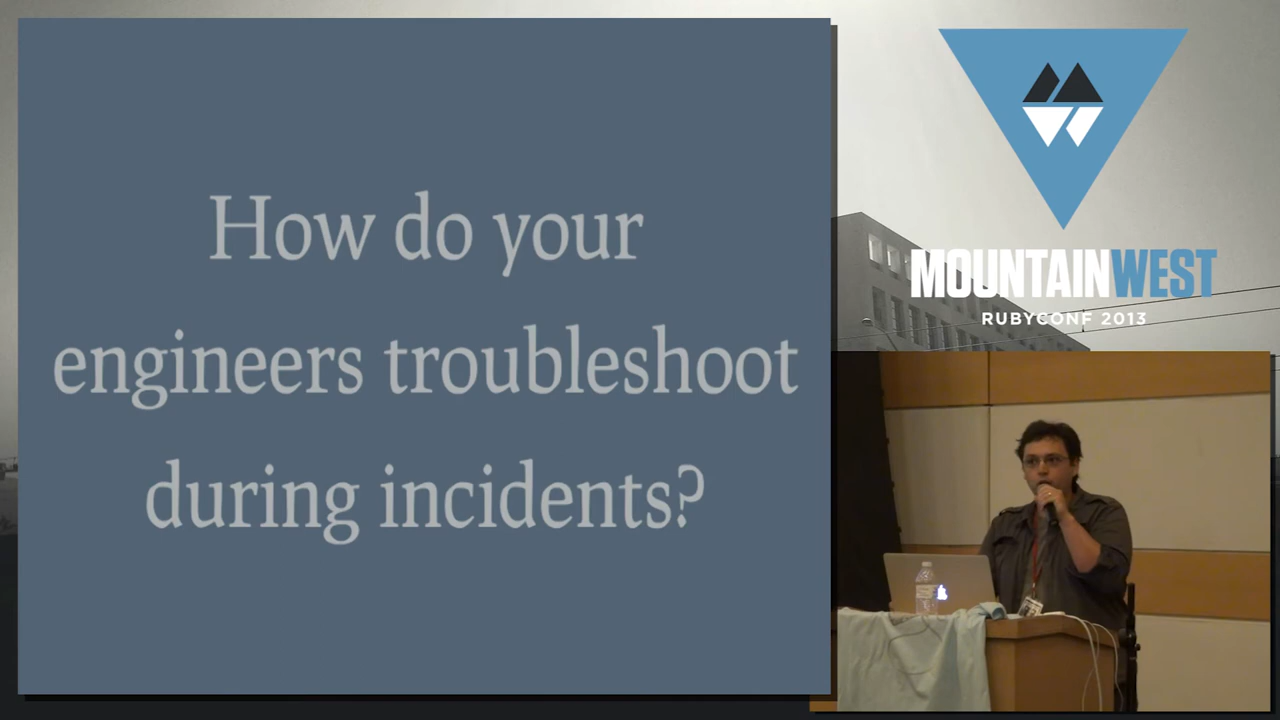 How do your
engineers troubleshoot
during incidents?
MOUNTAINWEST
RUBYCONF 2013